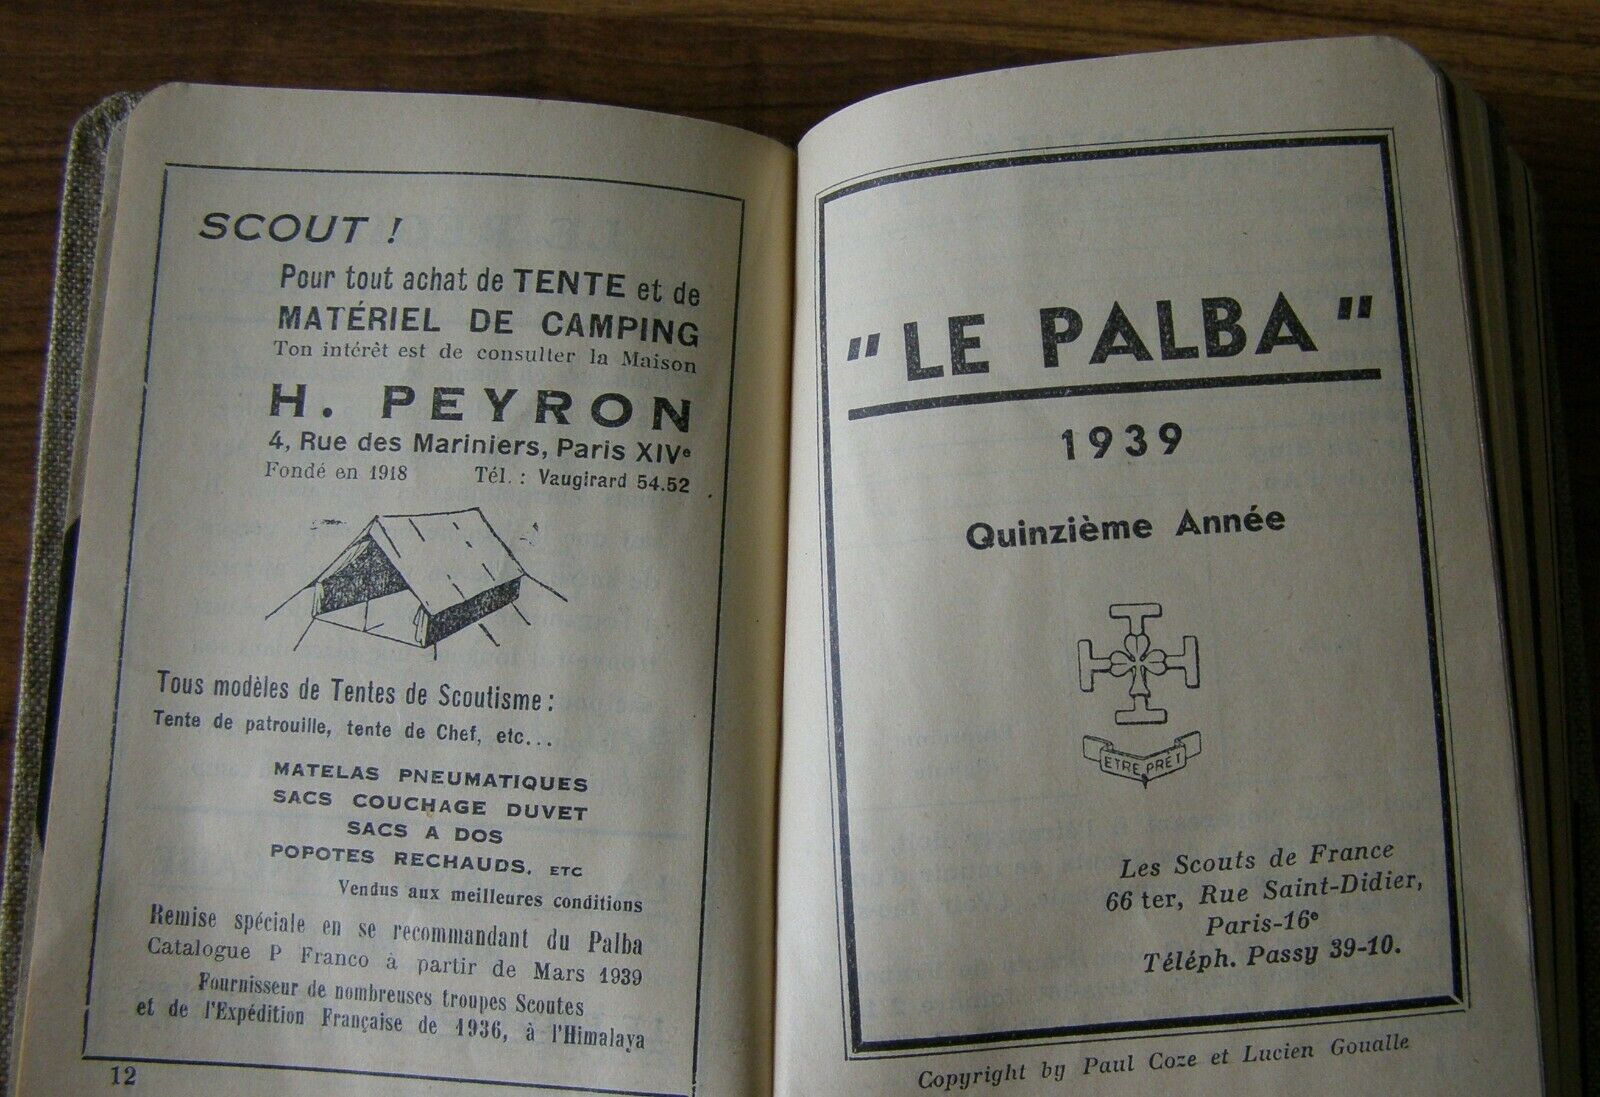 SCOUT !
Pour tout achat de TENTE et de
MATÉRIEL DE CAMPING
Ton intérêt est de consulter la Maison
H. PEYRON
4, Rue des Mariniers, Paris XIVe
Fondé en 1918 Tél. : Vaugirard 54.52
Tous modèles de Tentes de Scoutisme :
Tente de patrouille, tente de Chef, etc...
MATELAS PNEUMATIQUES
SACS COUCHAGE DUVET
SACS A DOS
POPOTES RECHAUDS, ETC
Vendus aux meilleures conditions
Remise spéciale en se recommandant du Palba
Catalogue P Franco à partir de Mars 1939
Fournisseur de nombreuses troupes Scoutes
et de l'Expédition Française de 1936, à l'Himalaya
12
"LE PALBA"
1939
Quinzième Année
ETRE PRÊT
Les Scouts de France
66 ter, Rue Saint-Didier,
Paris-16e
Téléph. Passy 39-10.
Copyright by Paul Coze et Lucien Goualle